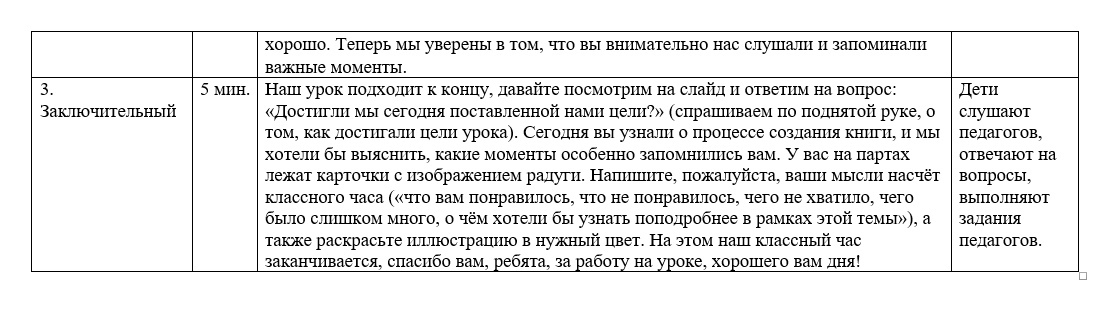 хорошо. Теперь мы уверены в том, что вы внимательно нас слушали и запоминали
важные моменты.
3.
Заключительный
5 мин.
Наш урок подходит к концу, давайте посмотрим на слайд и ответим на вопрос:
«Достигли мы сегодня поставленной нами цели?» (спрашиваем по поднятой руке, о
том, как достигали цели урока). Сегодня вы узнали о процессе создания книги, и мы
хотели бы выяснить, какие моменты особенно запомнились вам. У вас на партах
лежат карточки с изображением радуги. Напишите, пожалуйста, ваши мысли насчёт
классного часа («что вам понравилось, что не понравилось, чего не хватило, чего
было слишком много, о чём хотели бы узнать поподробнее в рамках этой темы»), а
также раскрасьте иллюстрацию в нужный цвет. На этом наш классный час
заканчивается, спасибо вам, ребята, за работу на уроке, хорошего вам дня!
Дети
слушают
педагогов,
отвечают на
вопросы,
выполняют
задания
педагогов.